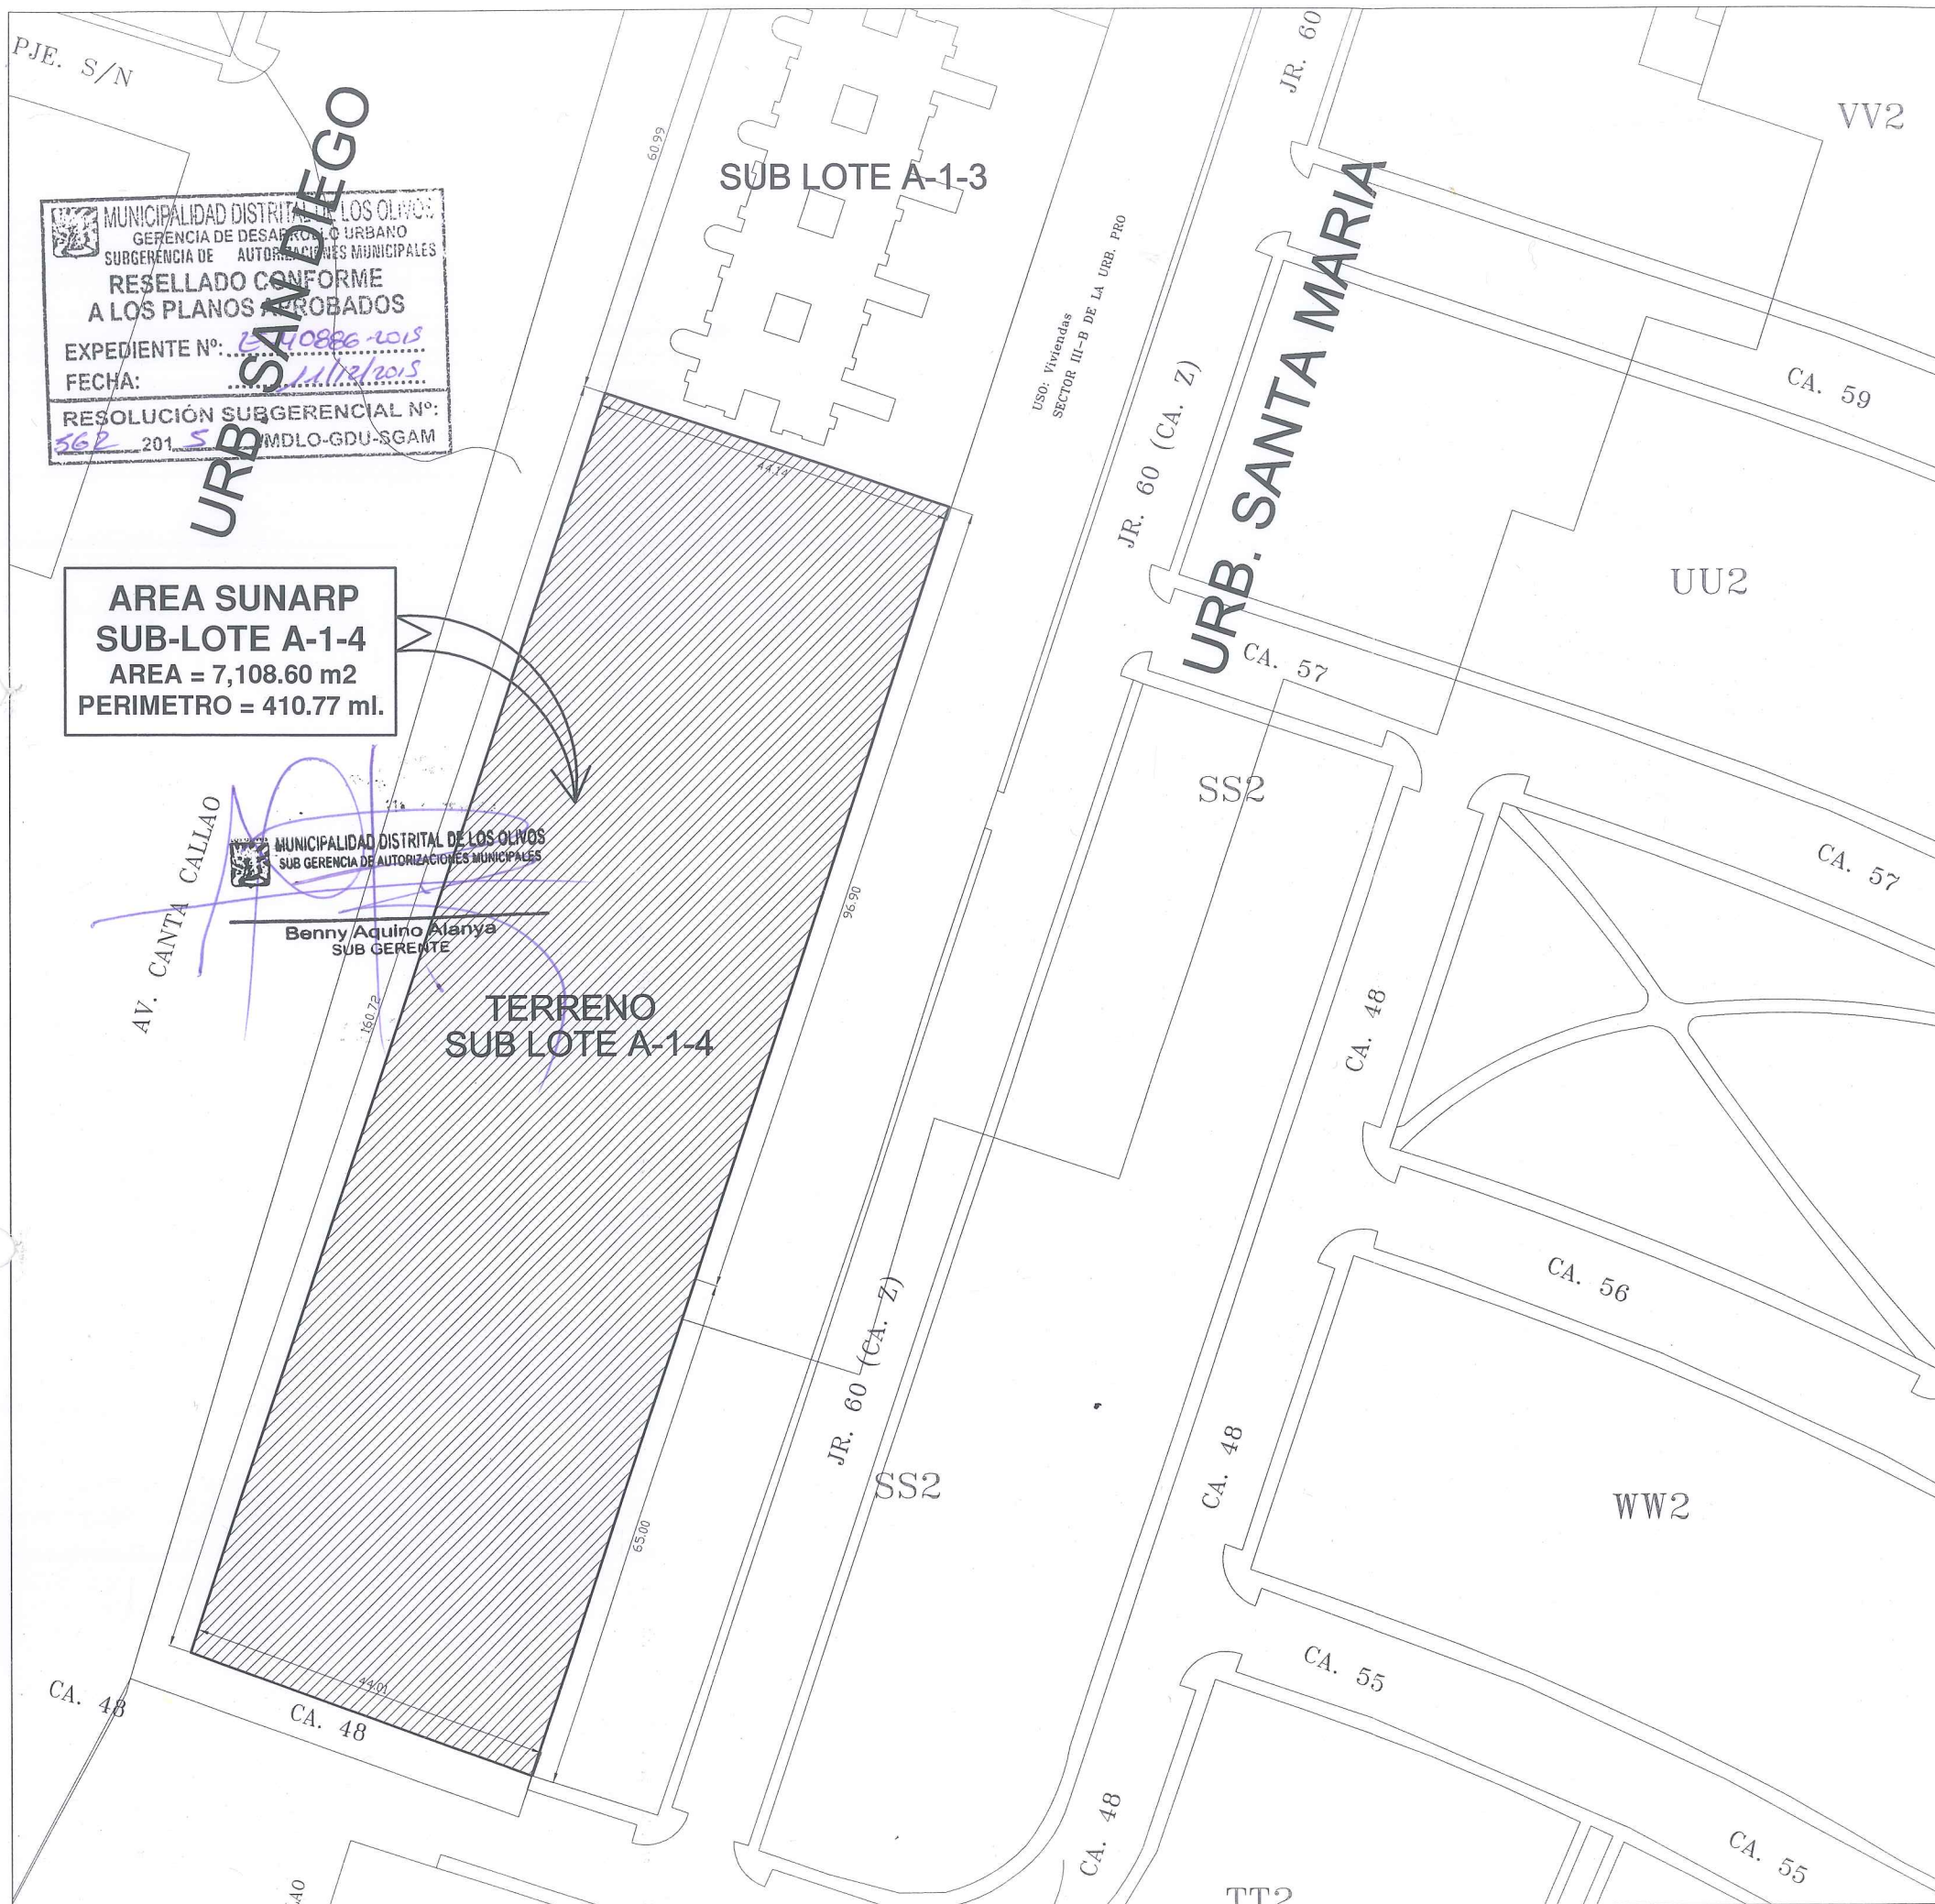 PJE. S/N
URB. SAN DIEGO
MUNICIPALIDAD DISTRITAL DE LOS OLIVOS
GERENCIA DE DESARROLLO URBANO
SUBGERENCIA DE AUTORIZACIONES MUNICIPALES
RESELLADO CONFORME
A LOS PLANOS APROBADOS
EXPEDIENTE Nº: E-40886-2015
FECHA: 11/12/2015
RESOLUCIÓN SUBGERENCIAL Nº:
562 2015 /MDLO-GDU-SGAM
60.99
SUB LOTE A-1-3
44.14
USO: Viviendas
SECTOR III-B DE LA URB. PRO
JR. 60
JR. 60 (CA. Z)
URB. SANTA MARIA
VV2
CA. 59
UU2
CA. 57
CA. 57
SS2
AREA SUNARP
SUB-LOTE A-1-4
AREA = 7,108.60 m2
PERIMETRO = 410.77 ml.
AV. CANTA CALLAO
MUNICIPALIDAD DISTRITAL DE LOS OLIVOS
SUB GERENCIA DE AUTORIZACIONES MUNICIPALES
Benny Aquino Alanya
SUB GERENTE
160.72
96.90
TERRENO
SUB LOTE A-1-4
CA. 48
CA. 56
JR. 60 (CA. Z)
SS2
CA. 48
WW2
65.00
44.01
CA. 48
CA. 48
CA. 55
CA. 48
CA. 55
TT2